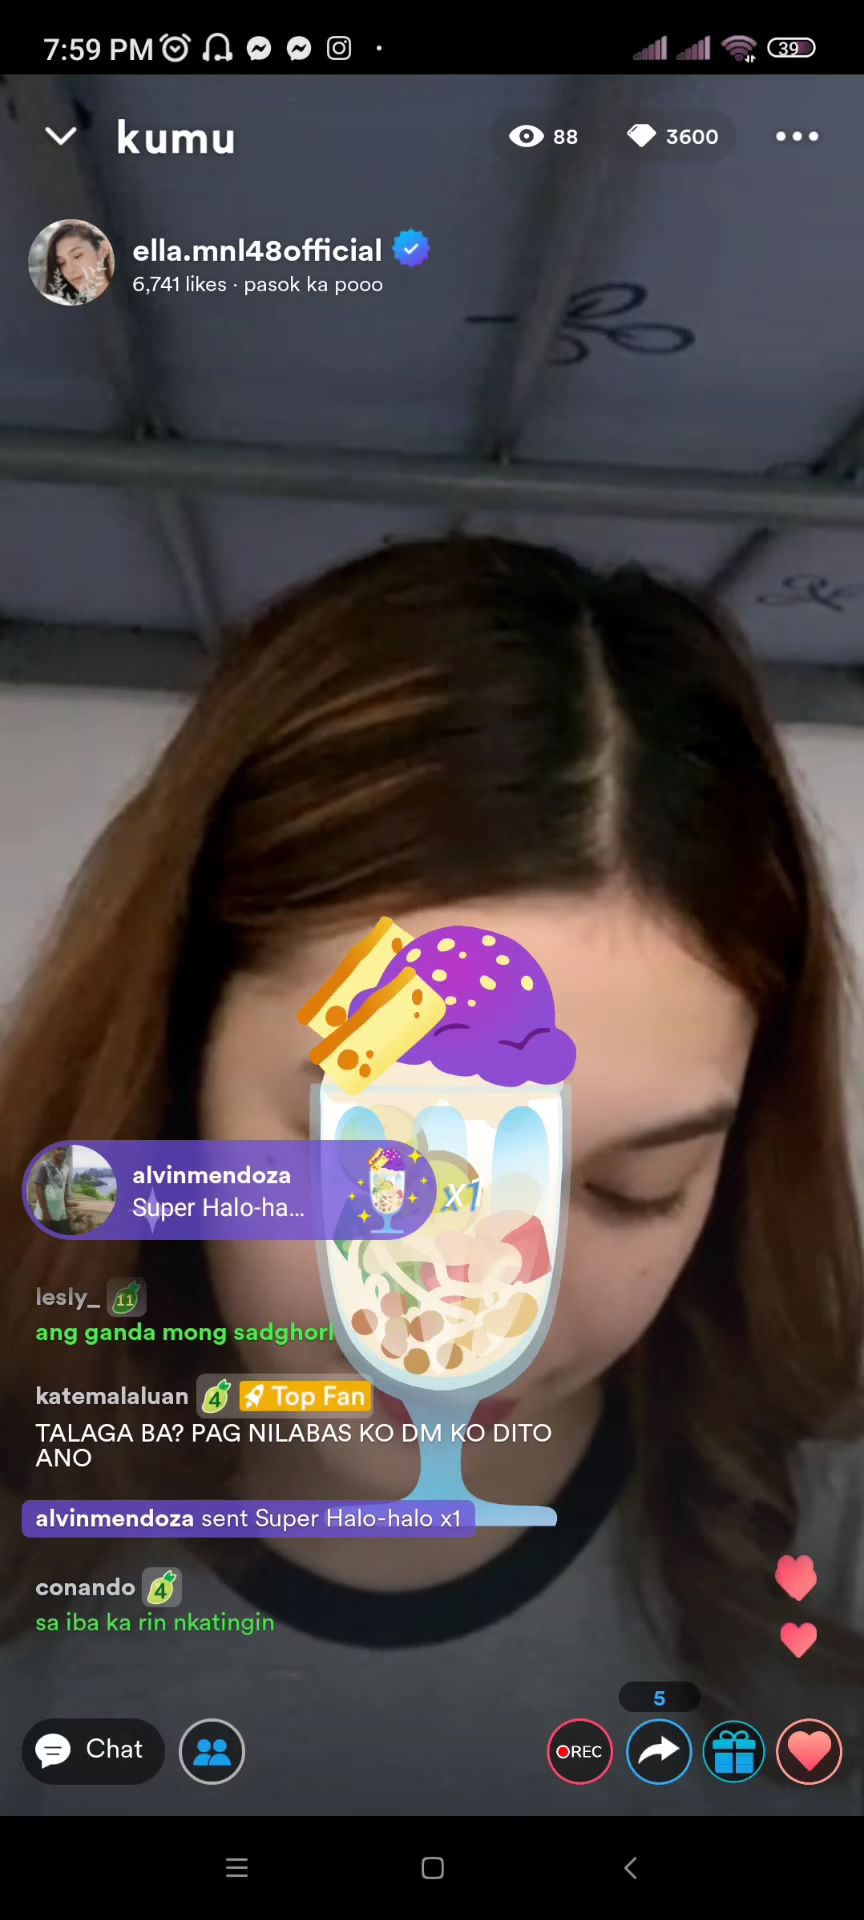 7:59 PM
39
kumu
88
3600
ella.mnl48official
6,741 likes · pasok ka pooo
alvinmendoza
Super Halo-ha...
x1
lesly_ 11
ang ganda mong sadghorl
katemalaluan 4 Top Fan
TALAGA BA? PAG NILABAS KO DM KO DITO
ANO
alvinmendoza sent Super Halo-halo x1
conando 4
sa iba ka rin nkatingin
5
Chat
REC